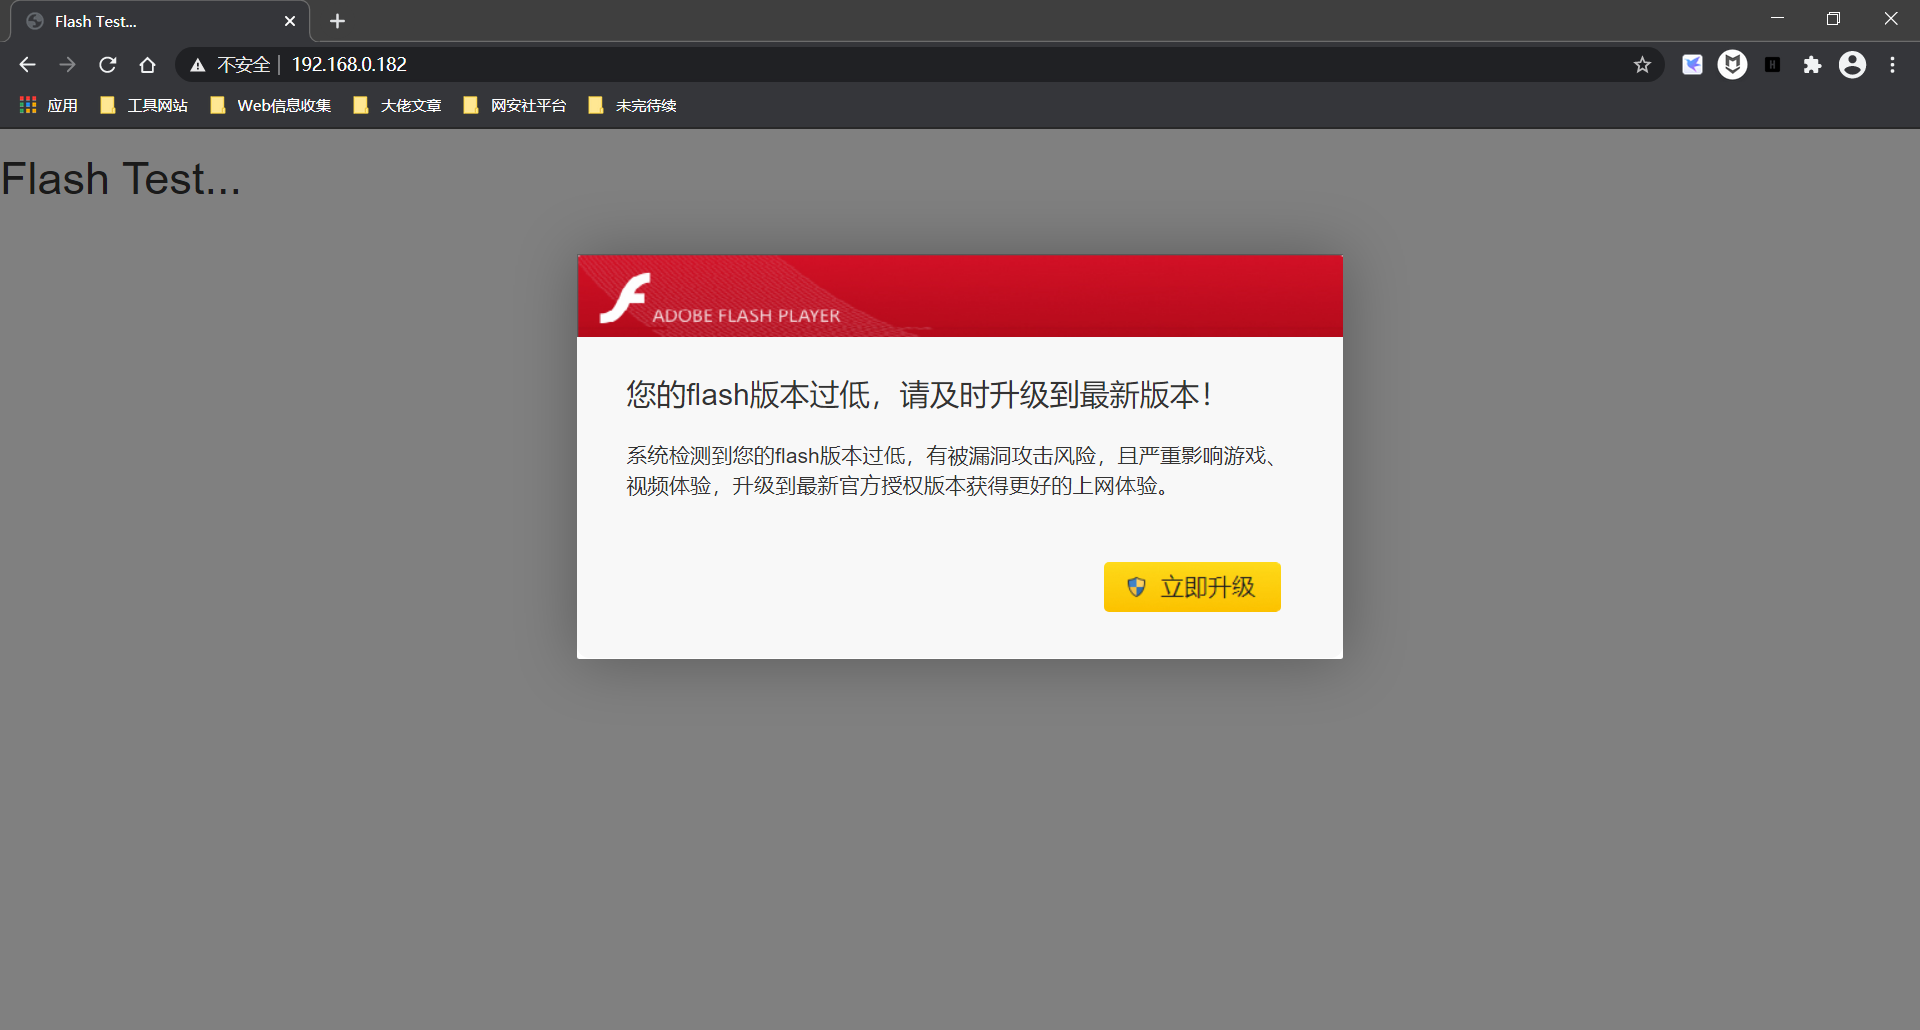 Flash Test...
不安全 | 192.168.0.182
应用 工具网站 Web信息收集 大佬文章 网安社平台 未完待续
Flash Test...
ADOBE FLASH PLAYER
您的flash版本过低，请及时升级到最新版本！
系统检测到您的flash版本过低，有被漏洞攻击风险，且严重影响游戏、
视频体验，升级到最新官方授权版本获得更好的上网体验。
立即升级